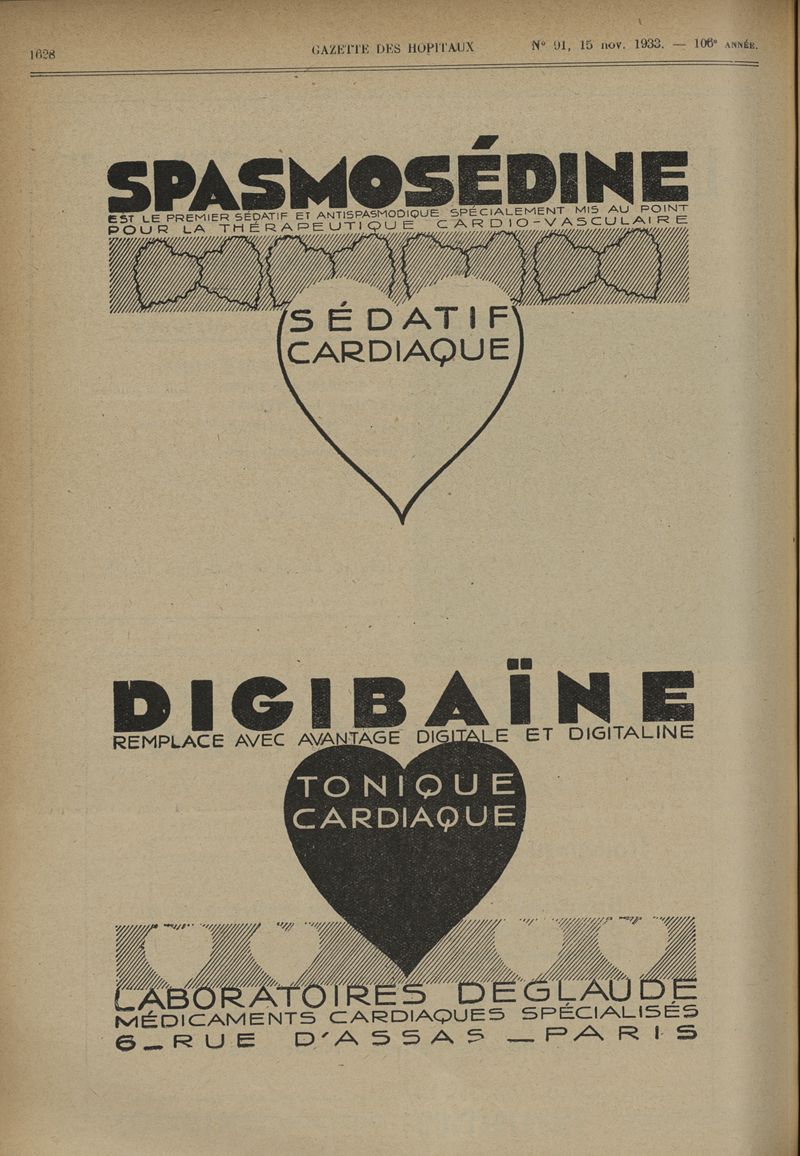 1628
GAZETTE DES HOPITAUX
N° 91, 15 nov. 1933. — 106e ANNÉE.
SPASMOSÉDINE
EST LE PREMIER SÉDATIF ET ANTISPASMODIQUE SPÉCIALEMENT MIS AU POINT
POUR LA THÉRAPEUTIQUE CARDIO-VASCULAIRE
SÉDATIF
CARDIAQUE
DIGIBAÏNE
REMPLACE AVEC AVANTAGE DIGITALE ET DIGITALINE
TONIQUE
CARDIAQUE
LABORATOIRES DEGLAUDE
MÉDICAMENTS CARDIAQUES SPÉCIALISÉS
6_RUE D'ASSAS _ PARIS